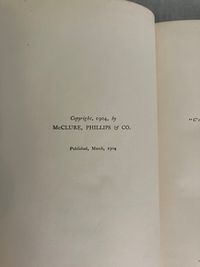 Copyright, 1904, by
McCLURE, PHILLIPS & CO.
Published, March, 1904